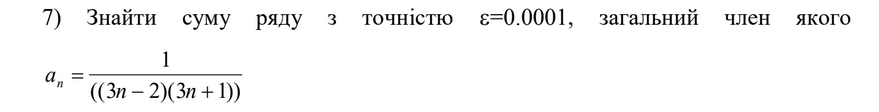 7) Знайти суму ряду з точністю ε=0.0001, загальний член якого
a_n = 1/((3n − 2)(3n + 1))